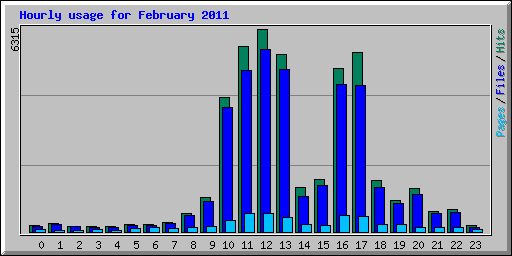 Hourly usage for February 2011
6315
Pages/Files/Hits
0 1 2 3 4 5 6 7 8 9 10 11 12 13 14 15 16 17 18 19 20 21 22 23